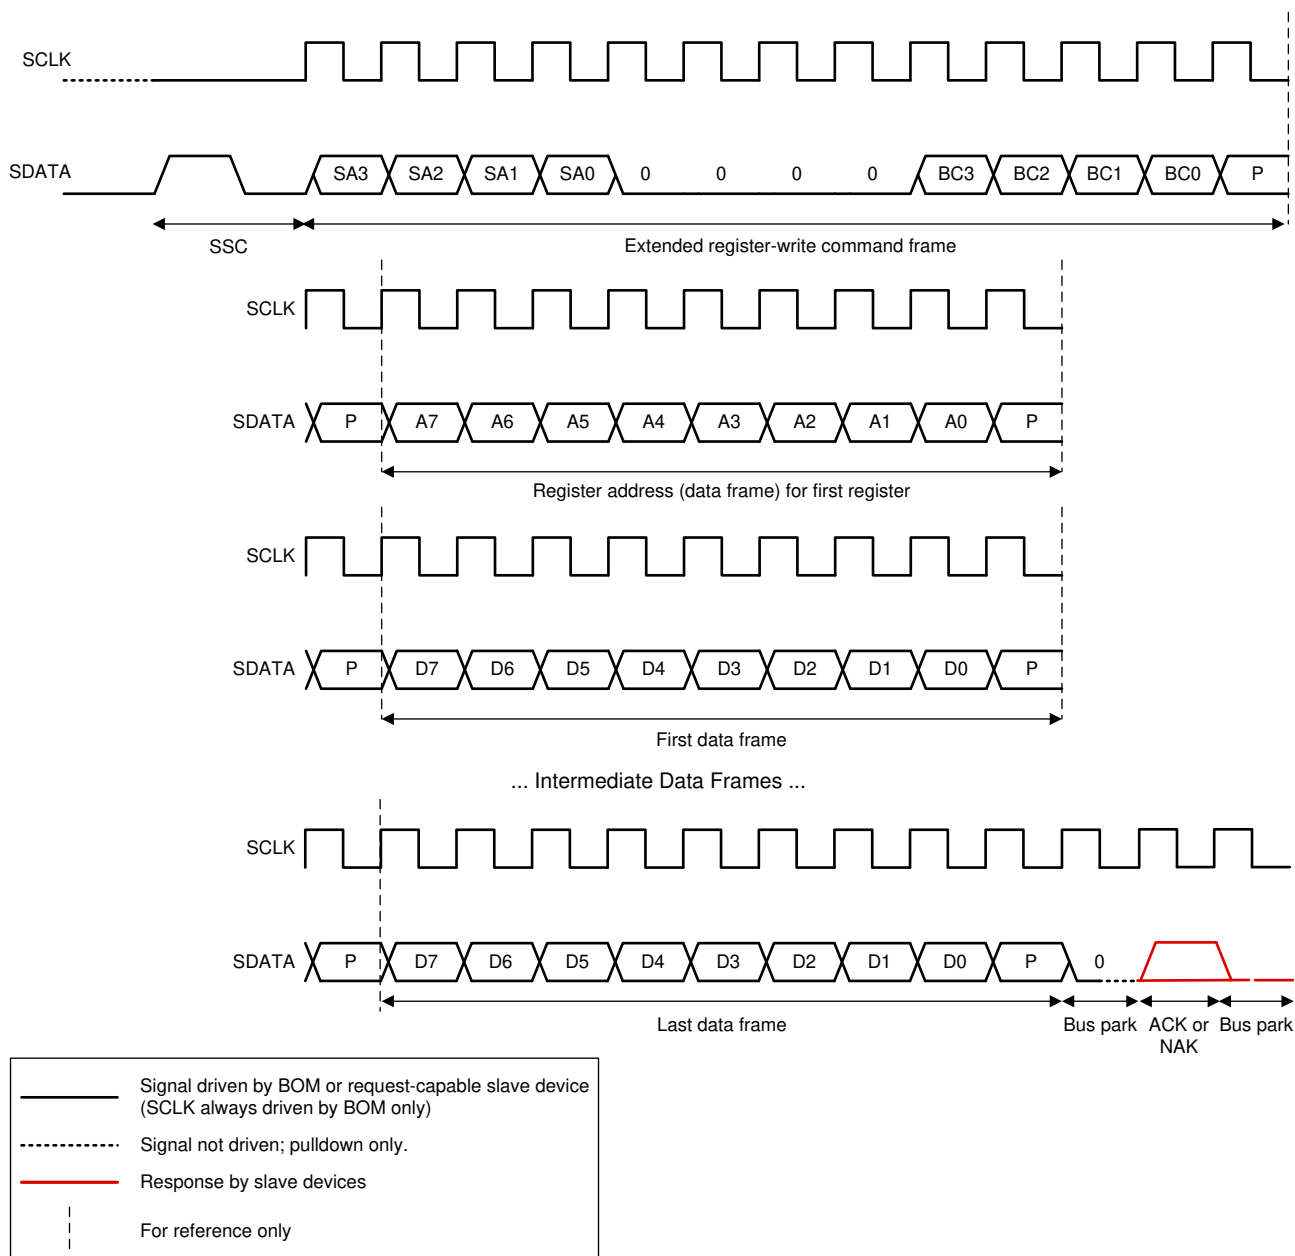 SCLK
SDATA SA3 SA2 SA1 SA0 0 0 0 0 BC3 BC2 BC1 BC0 P
SSC Extended register-write command frame
SCLK
SDATA P A7 A6 A5 A4 A3 A2 A1 A0 P
Register address (data frame) for first register
SCLK
SDATA P D7 D6 D5 D4 D3 D2 D1 D0 P
First data frame
... Intermediate Data Frames ...
SCLK
SDATA P D7 D6 D5 D4 D3 D2 D1 D0 P 0
Last data frame Bus park ACK or Bus park
NAK
Signal driven by BOM or request-capable slave device
(SCLK always driven by BOM only)
Signal not driven; pulldown only.
Response by slave devices
For reference only